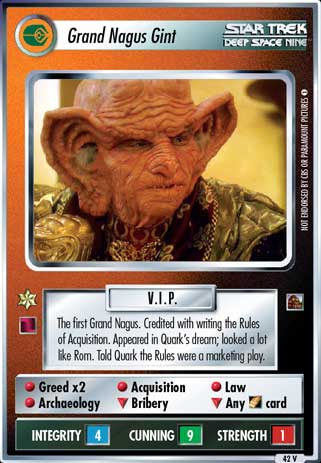 Grand Nagus Gint
STAR TREK
DEEP SPACE NINE
NOT ENDORSED BY CBS OR PARAMOUNT PICTURES
V.I.P.
The first Grand Nagus. Credited with writing the Rules
of Acquisition. Appeared in Quark's dream; looked a lot
like Rom. Told Quark the Rules were a marketing play.
Greed x2 Acquisition Law
Archaeology Bribery Any card
INTEGRITY 4 CUNNING 9 STRENGTH 1
42 V